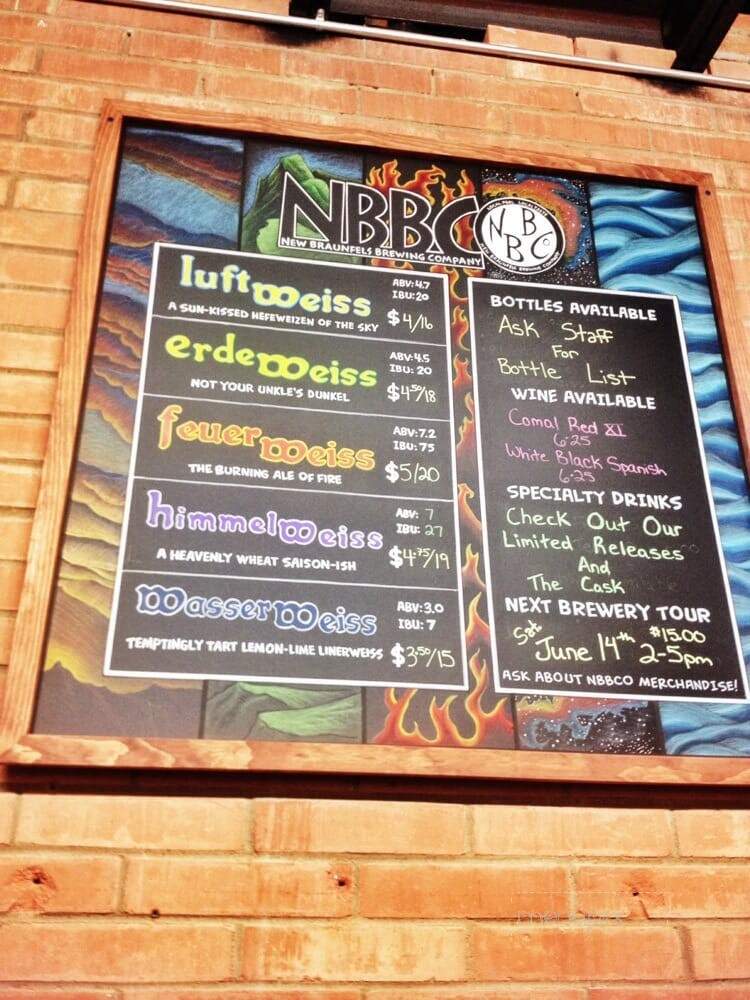 NBBCO
NEW BRAUNFELS BREWING COMPANY
NB
BCo
luftweiss
ABV: 4.7
IBU: 20
A SUN-KISSED HEFEWEIZEN OF THE SKY
$4/16
erdeweiss
ABV: 4.5
IBU: 20
NOT YOUR UNKLE'S DUNKEL
$4.50/18
feuerweiss
ABV: 7.2
IBU: 75
THE BURNING ALE OF FIRE
$5/20
himmelweiss
ABV: 7
IBU: 27
A HEAVENLY WHEAT SAISON-ISH
$4.75/19
wasserweiss
ABV: 3.0
IBU: 7
TEMPTINGLY TART LEMON-LIME LINERWEISS
$3.50/15
BOTTLES AVAILABLE
Ask Staff
For
Bottle List
WINE AVAILABLE
Comal Red XI
6.25
White Black Spanish
6.25
SPECIALTY DRINKS
Check Out Our
Limited Releases
And
The Cask
NEXT BREWERY TOUR
Sat June 14th $15.00
2-5pm
ASK ABOUT NBBCO MERCHANDISE!